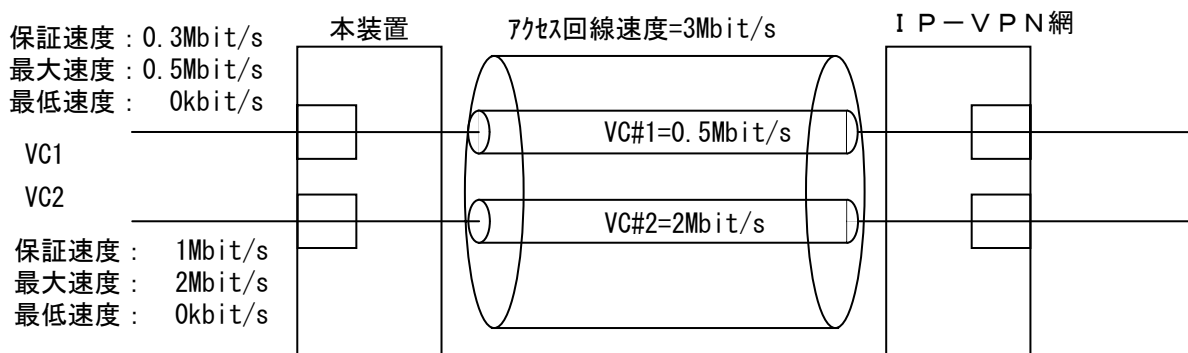 保証速度：0.3Mbit/s
最大速度：0.5Mbit/s
最低速度：  0kbit/s
本装置
ｱｸｾｽ回線速度=3Mbit/s
ＩＰ－ＶＰＮ網
VC#1=0.5Mbit/s
VC1
VC2
VC#2=2Mbit/s
保証速度：  1Mbit/s
最大速度：  2Mbit/s
最低速度：  0kbit/s